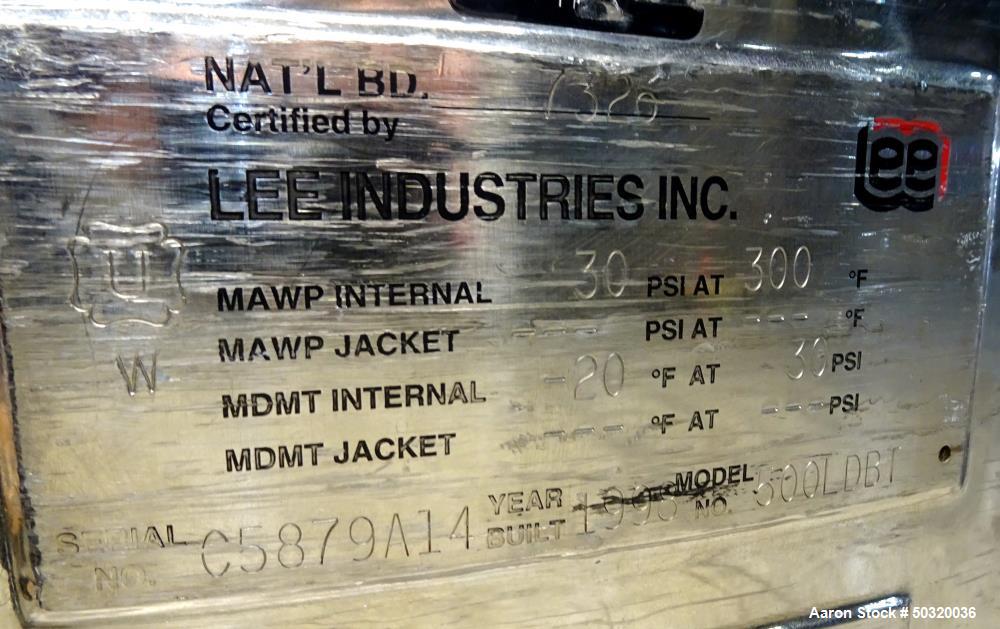 NAT'L BD. 7326
Certified by
LEE INDUSTRIES INC.
lee
U
W
MAWP INTERNAL 30 PSI AT 300 °F
MAWP JACKET --- PSI AT --- °F
MDMT INTERNAL -20 °F AT 30 PSI
MDMT JACKET --- °F AT --- PSI
SERIAL NO. C5879A14 YEAR BUILT MODEL NO. 500LDBT
Aaron Stock # 50320036